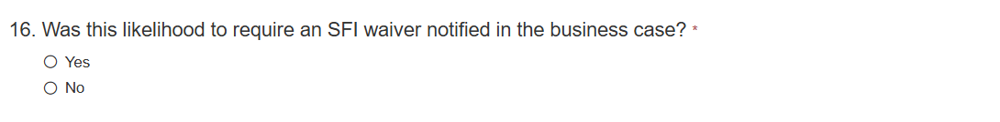 16. Was this likelihood to require an SFI waiver notified in the business case? *
Yes
No